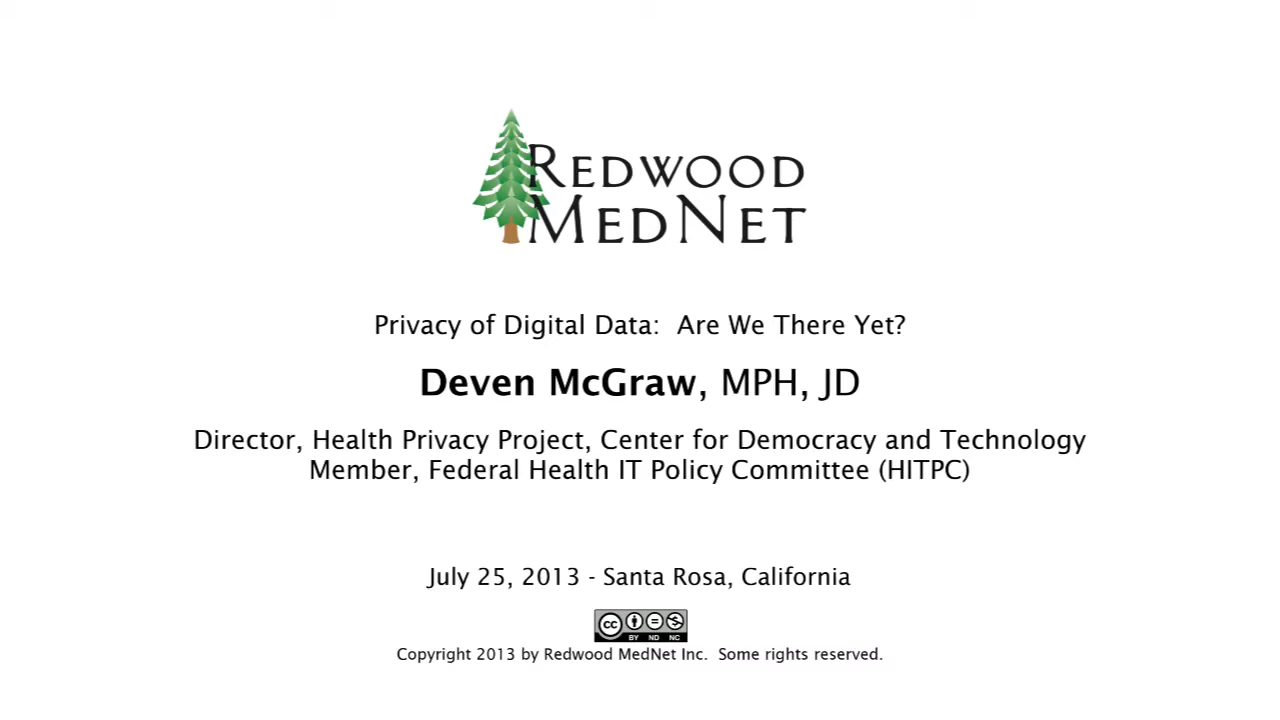 REDWOOD
MEDNET
Privacy of Digital Data:  Are We There Yet?
Deven McGraw, MPH, JD
Director, Health Privacy Project, Center for Democracy and Technology
Member, Federal Health IT Policy Committee (HITPC)
July 25, 2013 - Santa Rosa, California
cc BY ND NC
Copyright 2013 by Redwood MedNet Inc.  Some rights reserved.